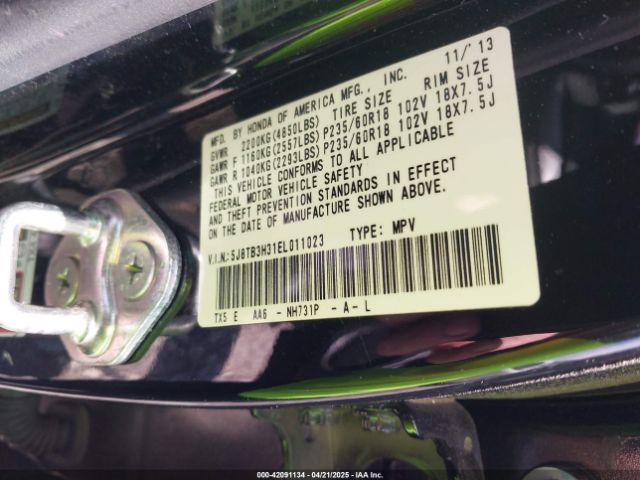 MFD. BY HONDA OF AMERICA MFG., INC. 11/'13
GVWR 2200KG(4850LBS) TIRE SIZE RIM SIZE
GAWR F 1160KG(2557LBS) P235/60R18 102V 18X7.5J
GAWR R 1040KG(2293LBS) P235/60R18 102V 18X7.5J
THIS VEHICLE CONFORMS TO ALL APPLICABLE
FEDERAL MOTOR VEHICLE SAFETY
AND THEFT PREVENTION STANDARDS IN EFFECT
ON THE DATE OF MANUFACTURE SHOWN ABOVE.
V.I.N.: 5J8TB3H31EL011023 TYPE: MPV
TX5 E AA6 - NH731P - A - L
000-42091134 - 04/21/2025 - IAA Inc.